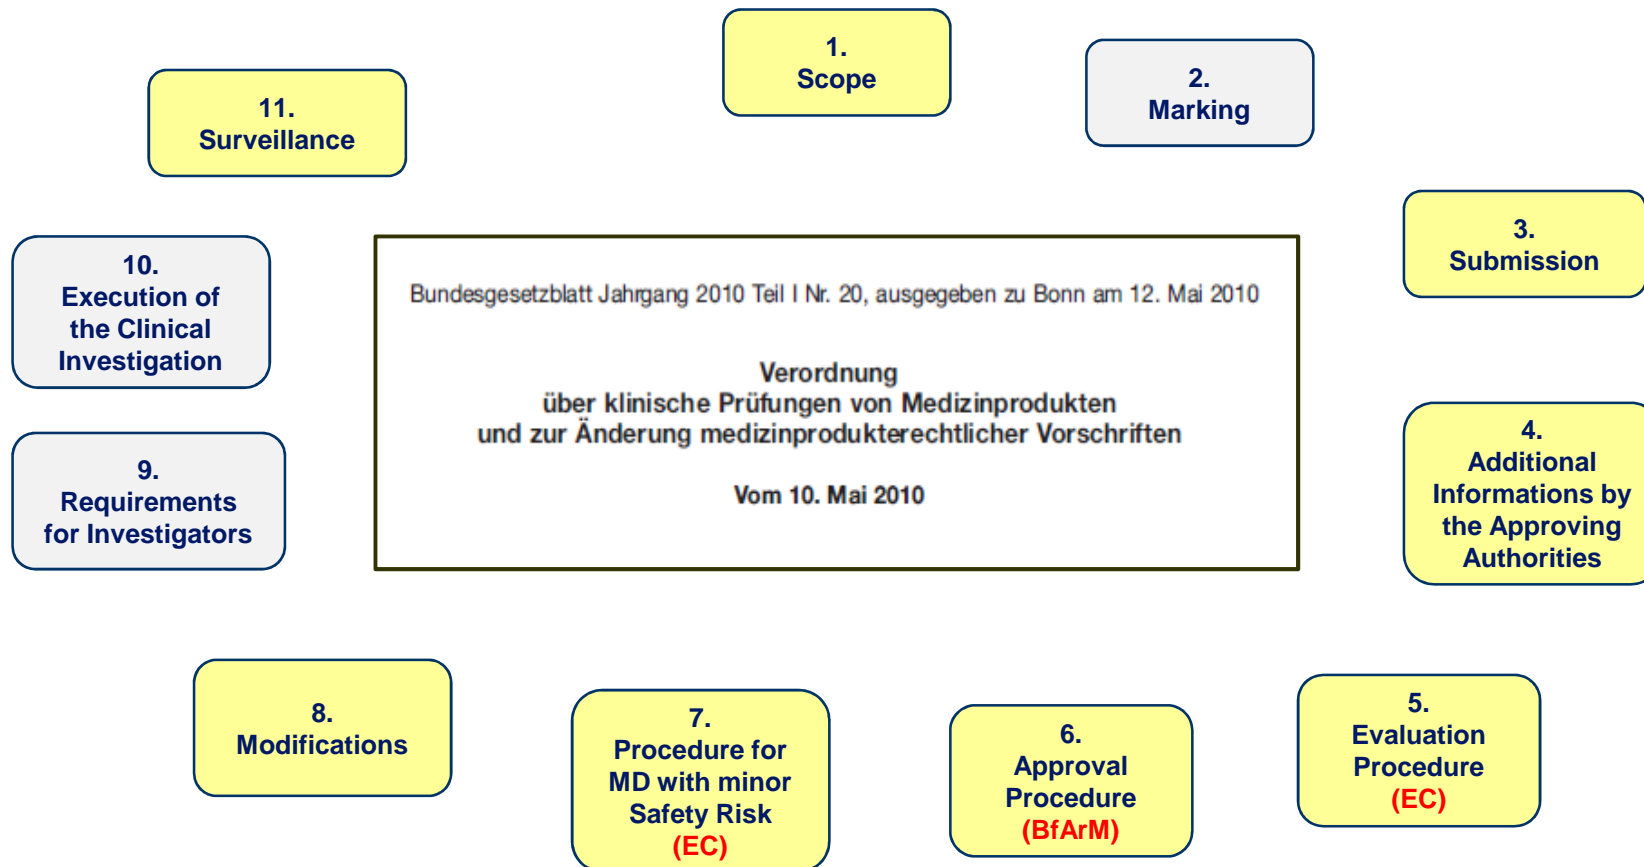 1.
Scope
2.
Marking
3.
Submission
4.
Additional
Informations by
the Approving
Authorities
5.
Evaluation
Procedure
(EC)
6.
Approval
Procedure
(BfArM)
7.
Procedure for
MD with minor
Safety Risk
(EC)
8.
Modifications
9.
Requirements
for Investigators
10.
Execution of
the Clinical
Investigation
11.
Surveillance
Bundesgesetzblatt Jahrgang 2010 Teil I Nr. 20, ausgegeben zu Bonn am 12. Mai 2010
Verordnung
über klinische Prüfungen von Medizinprodukten
und zur Änderung medizinprodukterechtlicher Vorschriften
Vom 10. Mai 2010